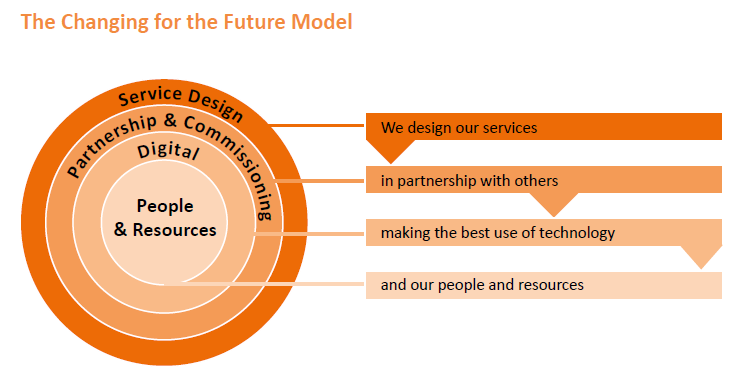 The Changing for the Future Model
Service Design
Partnership & Commissioning
Digital
People
& Resources
We design our services
in partnership with others
making the best use of technology
and our people and resources